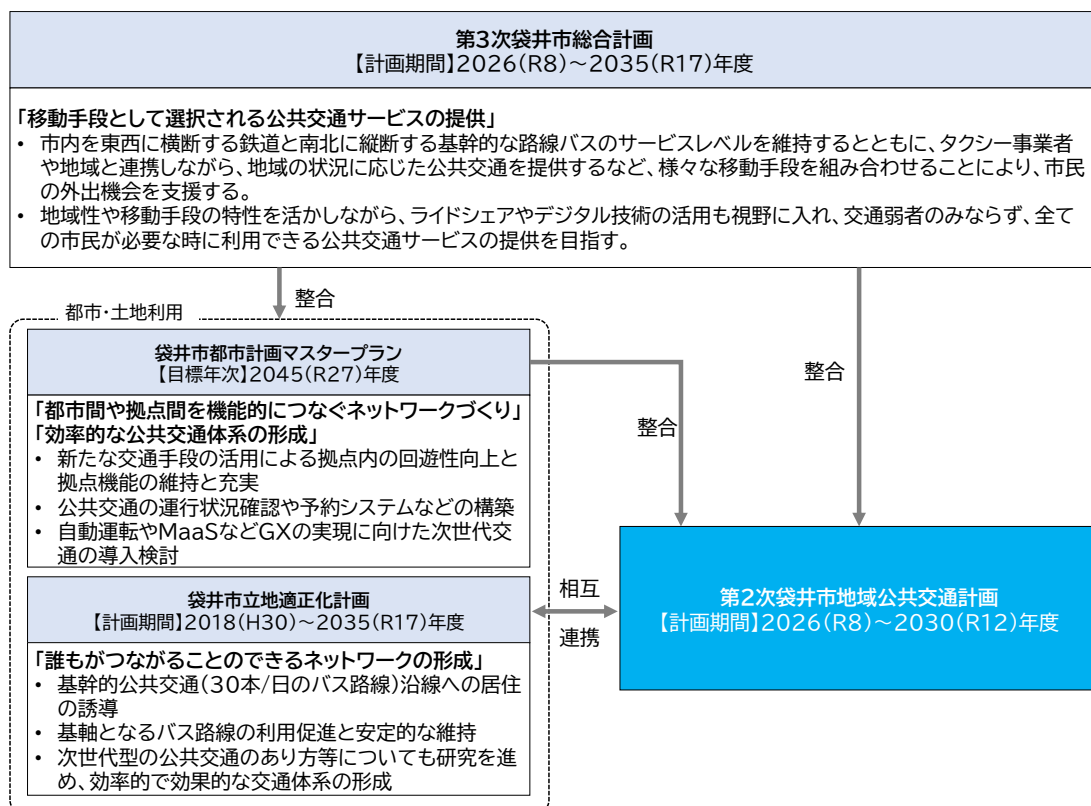 第3次袋井市総合計画
【計画期間】2026(R8)～2035(R17)年度
「移動手段として選択される公共交通サービスの提供」
• 市内を東西に横断する鉄道と南北に縦断する基幹的な路線バスのサービスレベルを維持するとともに、タクシー事業者
や地域と連携しながら、地域の状況に応じた公共交通を提供するなど、様々な移動手段を組み合わせることにより、市民
の外出機会を支援する。
• 地域性や移動手段の特性を活かしながら、ライドシェアやデジタル技術の活用も視野に入れ、交通弱者のみならず、全て
の市民が必要な時に利用できる公共交通サービスの提供を目指す。
整合
都市・土地利用
袋井市都市計画マスタープラン
【目標年次】2045(R27)年度
「都市間や拠点間を機能的につなぐネットワークづくり」
「効率的な公共交通体系の形成」
• 新たな交通手段の活用による拠点内の回遊性向上と
拠点機能の維持と充実
• 公共交通の運行状況確認や予約システムなどの構築
• 自動運転やMaaSなどGXの実現に向けた次世代交
通の導入検討
整合
整合
袋井市立地適正化計画
【計画期間】2018(H30)～2035(R17)年度
「誰もがつながることのできるネットワークの形成」
• 基幹的公共交通(30本/日のバス路線)沿線への居住
の誘導
• 基軸となるバス路線の利用促進と安定的な維持
• 次世代型の公共交通のあり方等についても研究を進
め、効率的で効果的な交通体系の形成
相互
連携
第2次袋井市地域公共交通計画
【計画期間】2026(R8)～2030(R12)年度